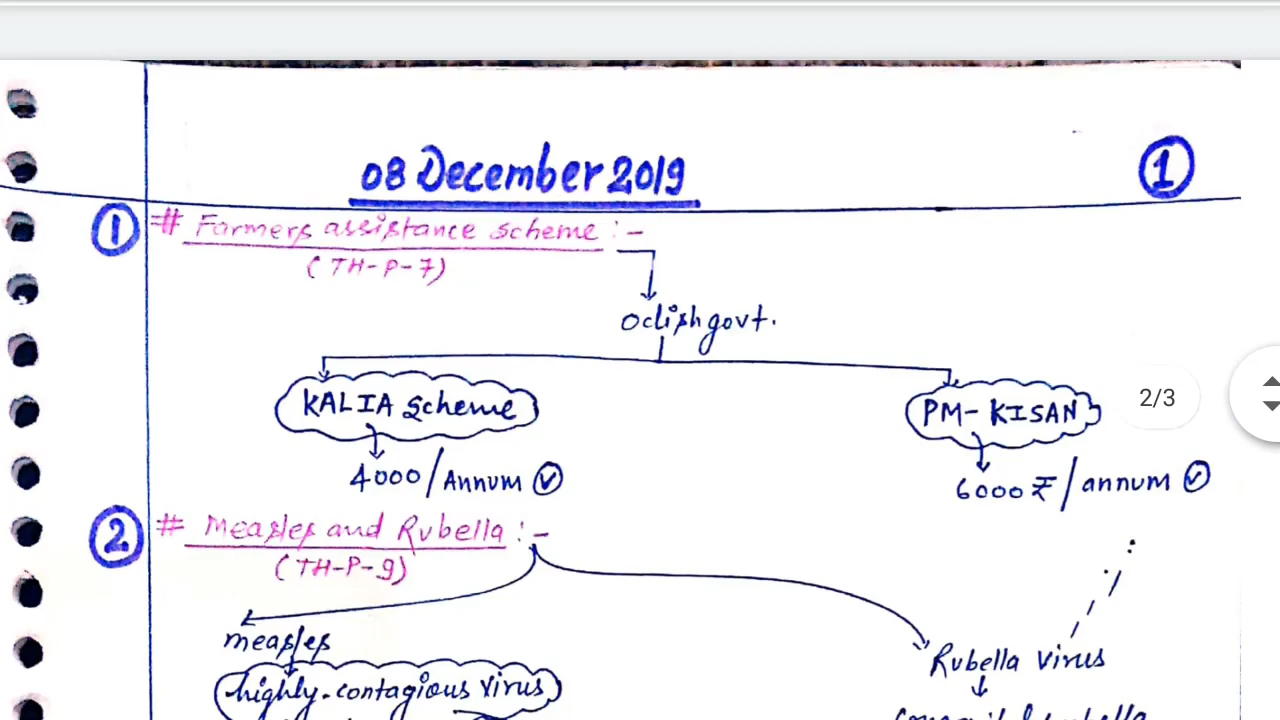 08 December 2019
1
1 # Farmers assistance scheme :-
(TH-P-7)
Odish govt.
KALIA Scheme
PM-KISAN
2/3
4000/Annum
6000 ₹/annum
2 # Measles and Rubella :-
(TH-P-9)
measles
Rubella virus
highly-contagious virus